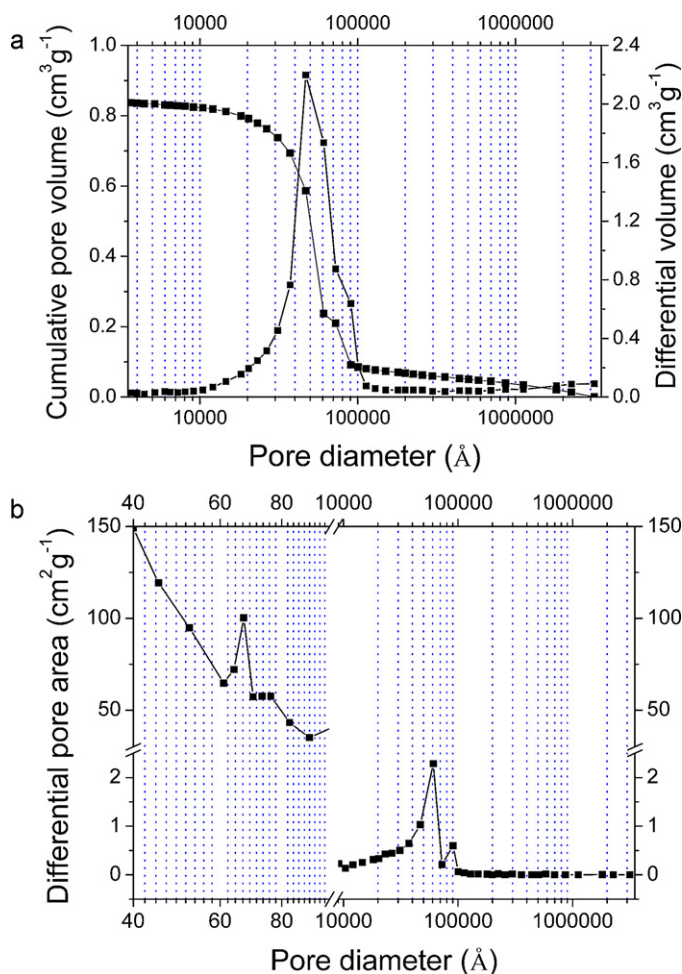 a
10000 100000 1000000
Cumulative pore volume (cm³g⁻¹)
1.0
0.8
0.6
0.4
0.2
0.0
2.4
2.0
1.6
1.2
0.8
0.4
0.0
Differential volume (cm³g⁻¹)
10000 100000 1000000
Pore diameter (Å)
b
40 60 80 10000 100000 1000000
Differential pore area (cm²g⁻¹)
150
100
50
2
1
0
150
100
50
2
1
0
40 60 80 10000 100000 1000000
Pore diameter (Å)